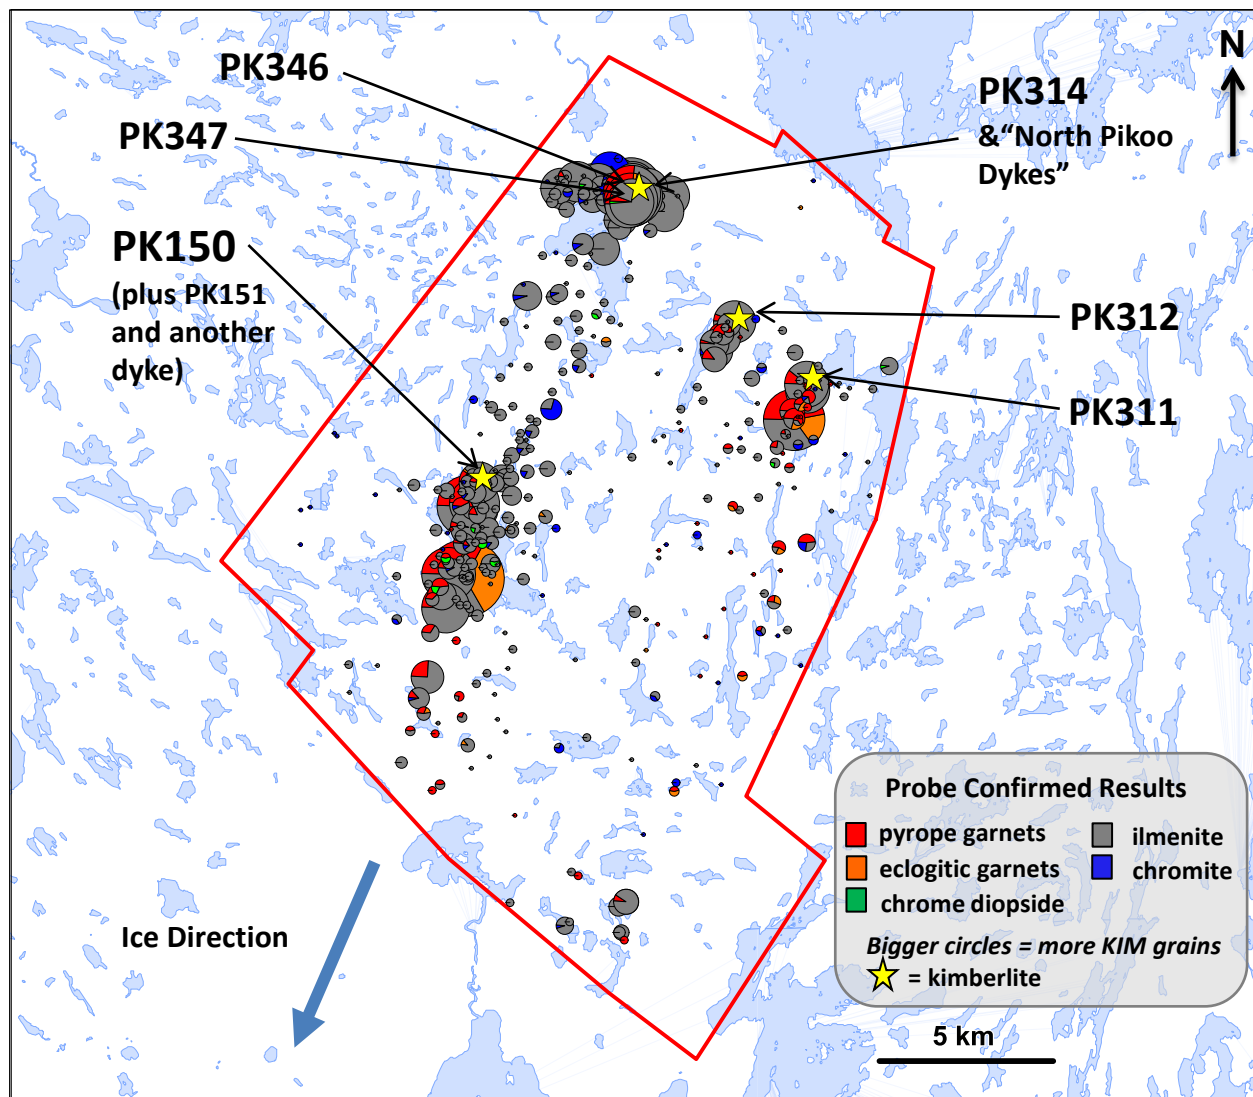 PK346
N
PK314
&“North Pikoo
Dykes”
PK347
PK150
(plus PK151
and another
dyke)
PK312
PK311
Probe Confirmed Results
pyrope garnets
ilmenite
eclogitic garnets
chromite
chrome diopside
Bigger circles = more KIM grains
= kimberlite
Ice Direction
5 km